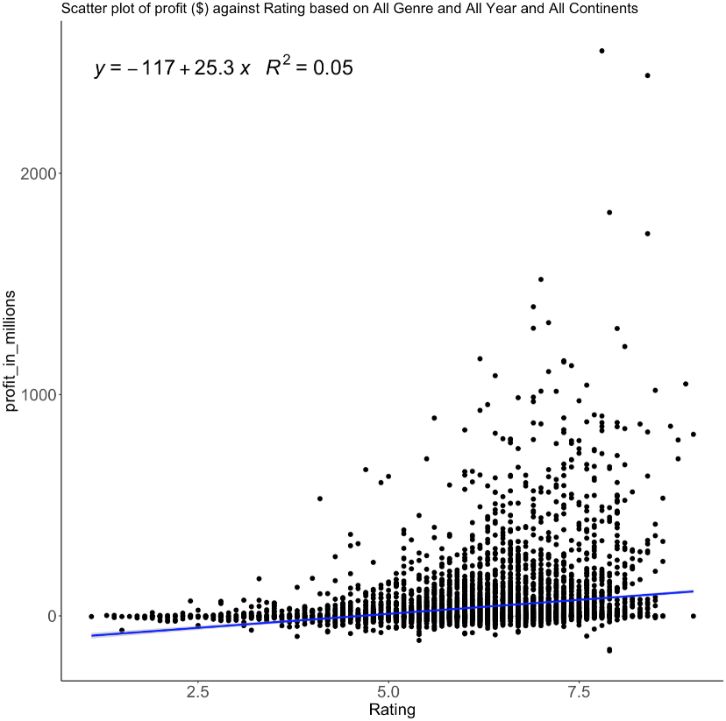 Scatter plot of profit ($) against Rating based on All Genre and All Year and All Continents
y = − 117 + 25.3 x  R² = 0.05
2000
1000
0
profit_in_millions
2.5 5.0 7.5
Rating